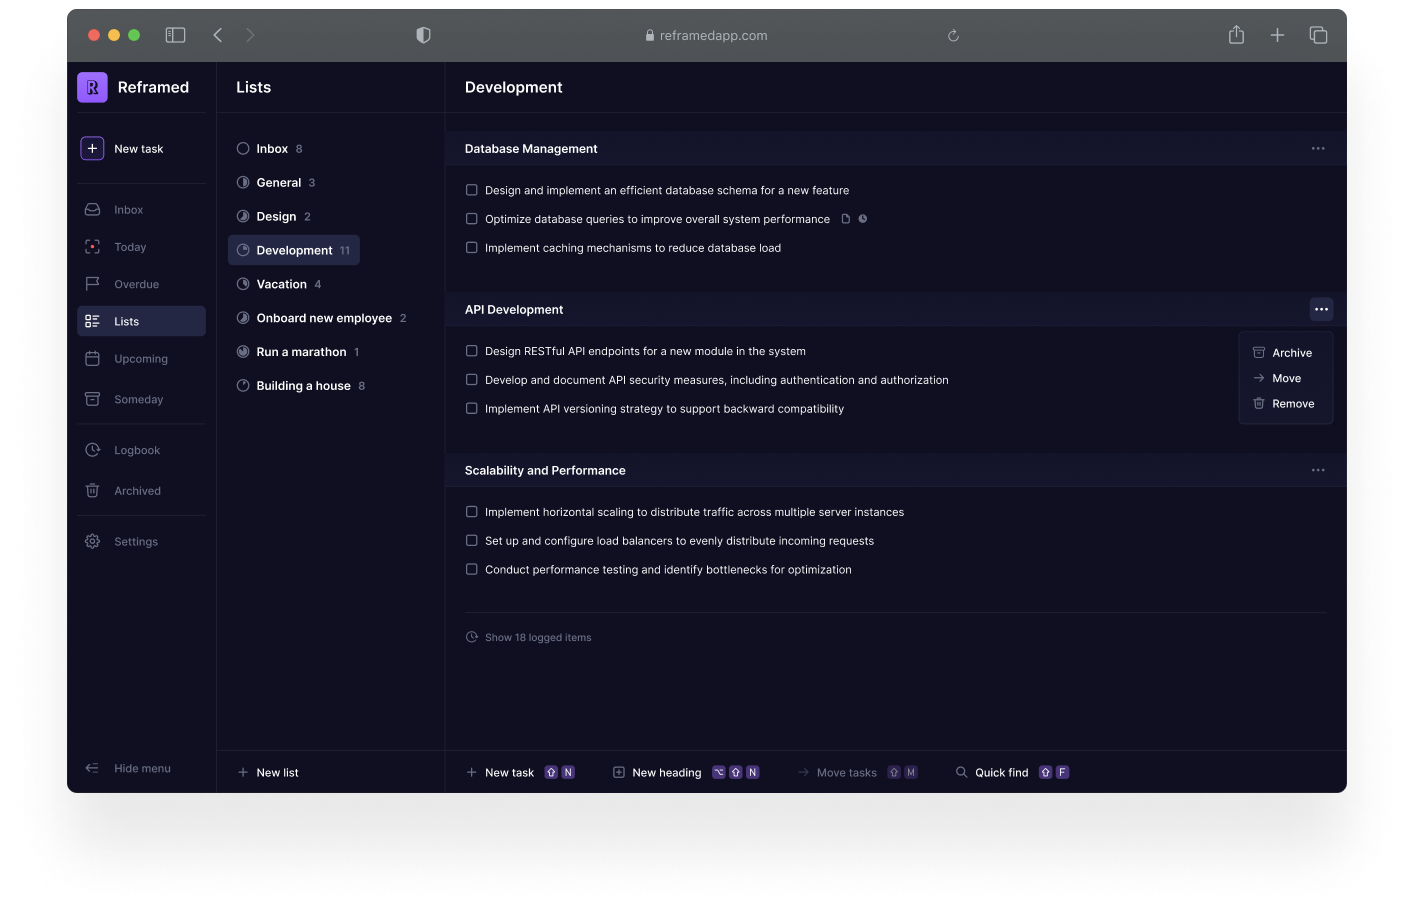 reframedapp.com
Reframed
New task
Inbox
Today
Overdue
Lists
Upcoming
Someday
Logbook
Archived
Settings
Hide menu
Lists
Inbox 8
General 3
Design 2
Development 11
Vacation 4
Onboard new employee 2
Run a marathon 1
Building a house 8
New list
Development
Database Management
Design and implement an efficient database schema for a new feature
Optimize database queries to improve overall system performance
Implement caching mechanisms to reduce database load
API Development
Design RESTful API endpoints for a new module in the system
Develop and document API security measures, including authentication and authorization
Implement API versioning strategy to support backward compatibility
Archive
Move
Remove
Scalability and Performance
Implement horizontal scaling to distribute traffic across multiple server instances
Set up and configure load balancers to evenly distribute incoming requests
Conduct performance testing and identify bottlenecks for optimization
Show 18 logged items
New task ⇧ N New heading ⌥ ⇧ N Move tasks ⇧ M Quick find ⇧ F